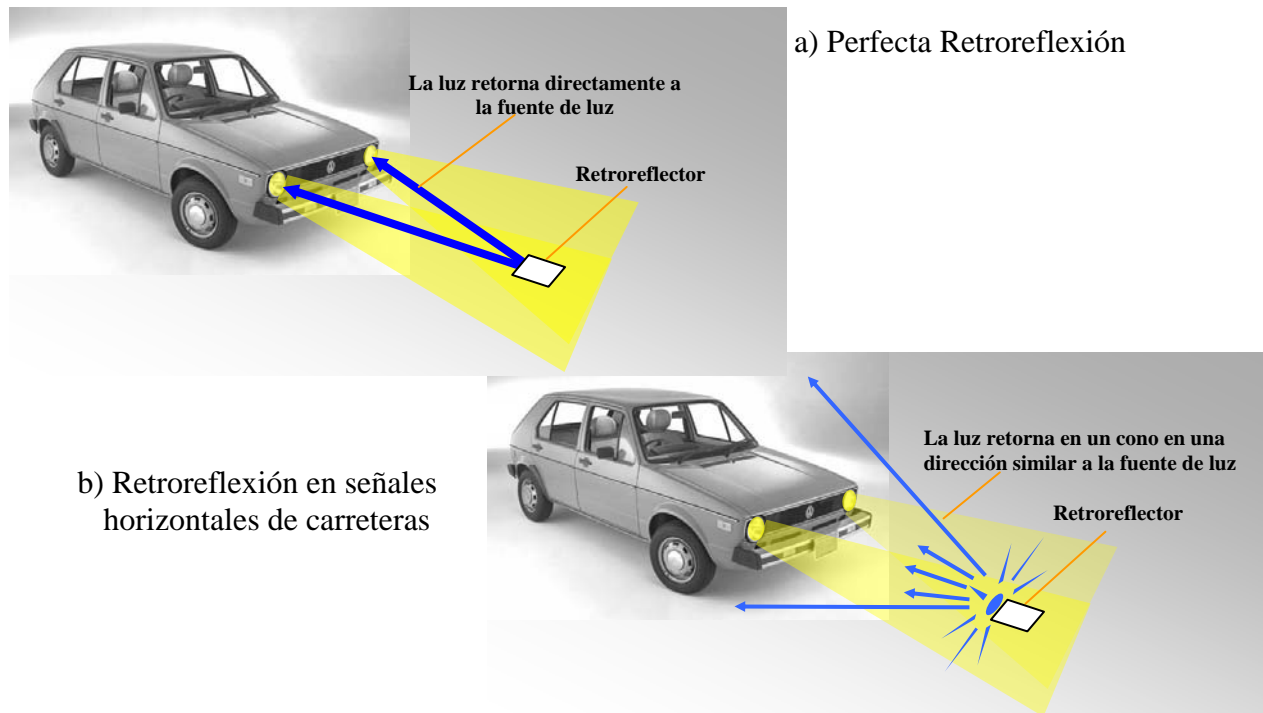 a) Perfecta Retroreflexión
La luz retorna directamente a
la fuente de luz
Retroreflector
b) Retroreflexión en señales
horizontales de carreteras
La luz retorna en un cono en una
dirección similar a la fuente de luz
Retroreflector